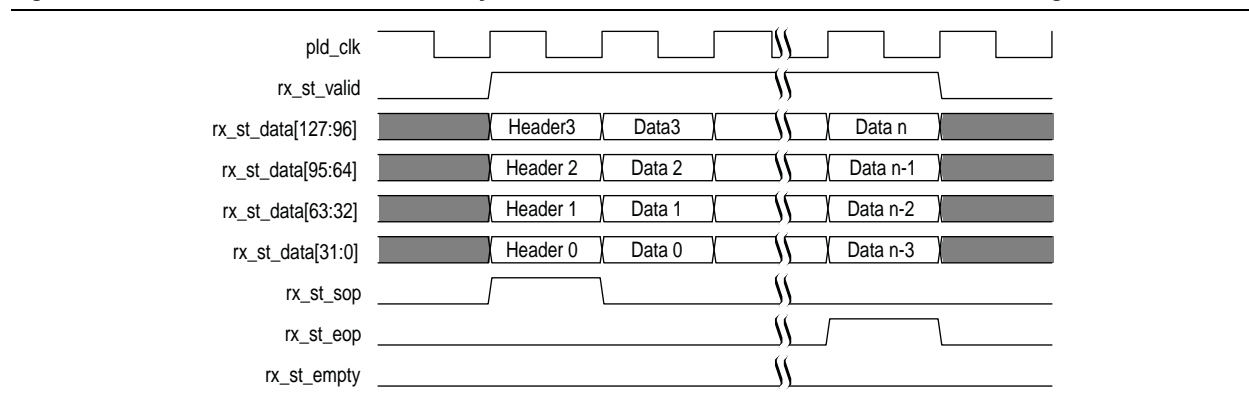 pld_clk
rx_st_valid
rx_st_data[127:96] Header3 Data3 Data n
rx_st_data[95:64] Header 2 Data 2 Data n-1
rx_st_data[63:32] Header 1 Data 1 Data n-2
rx_st_data[31:0] Header 0 Data 0 Data n-3
rx_st_sop
rx_st_eop
rx_st_empty